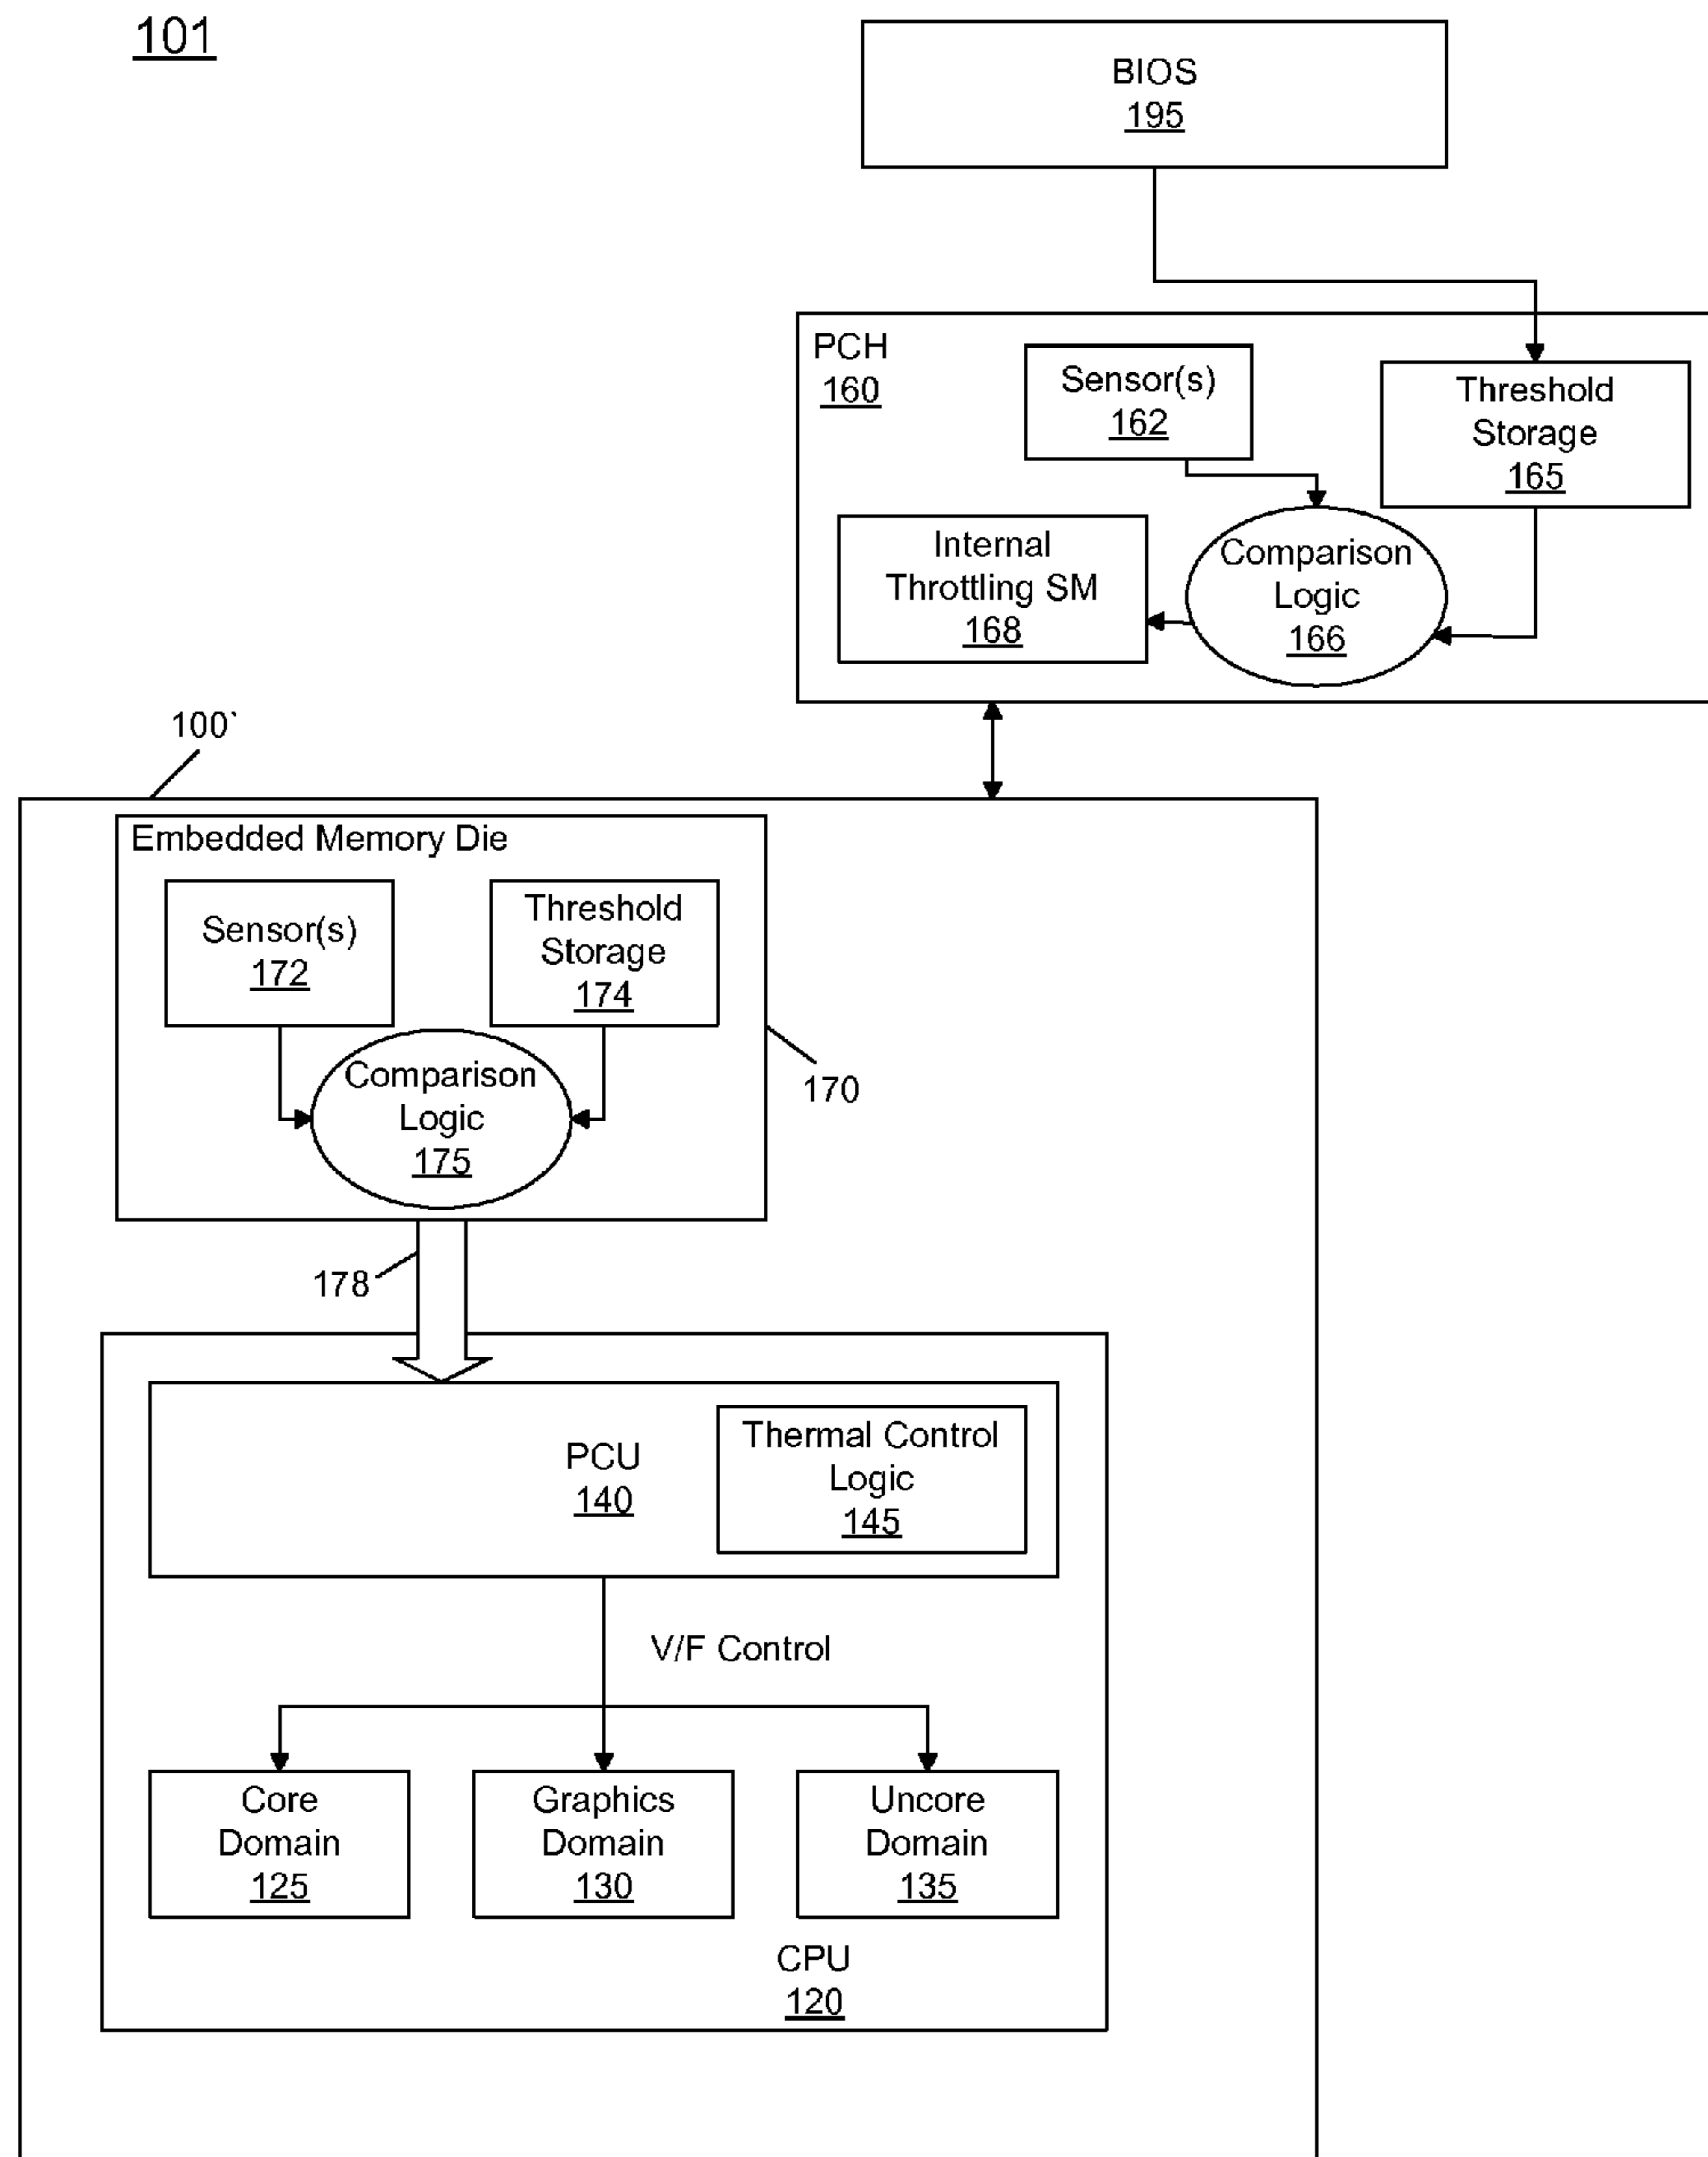 101
BIOS
195
PCH
160
Sensor(s)
162
Threshold
Storage
165
Internal
Throttling SM
168
Comparison
Logic
166
100`
Embedded Memory Die
Sensor(s)
172
Threshold
Storage
174
Comparison
Logic
175
170
178
PCU
140
Thermal Control
Logic
145
V/F Control
Core
Domain
125
Graphics
Domain
130
Uncore
Domain
135
CPU
120